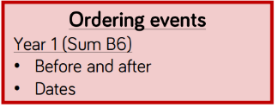 Ordering events
Year 1 (Sum B6)
• Before and after
• Dates